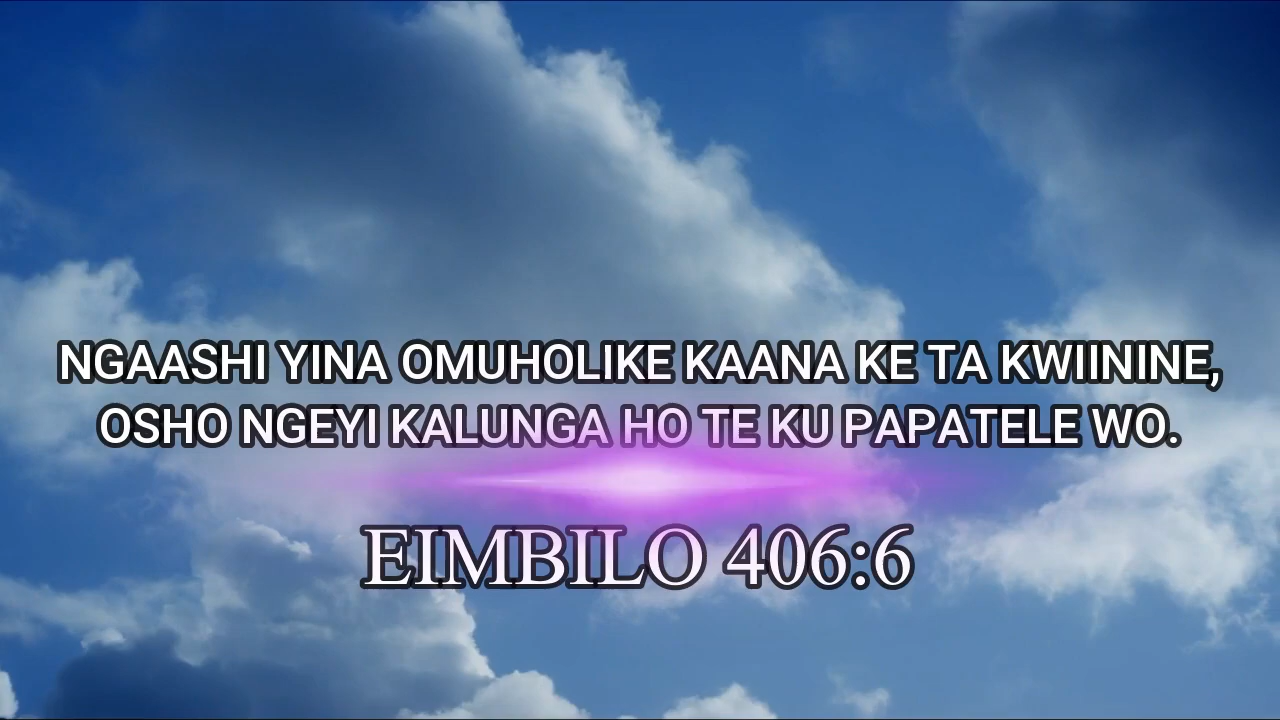 NGAASHI YINA OMUHOLIKE KAANA KE TA KWIININE,
OSHO NGEYI KALUNGA HO TE KU PAPATELE WO.
EIMBILO 406:6